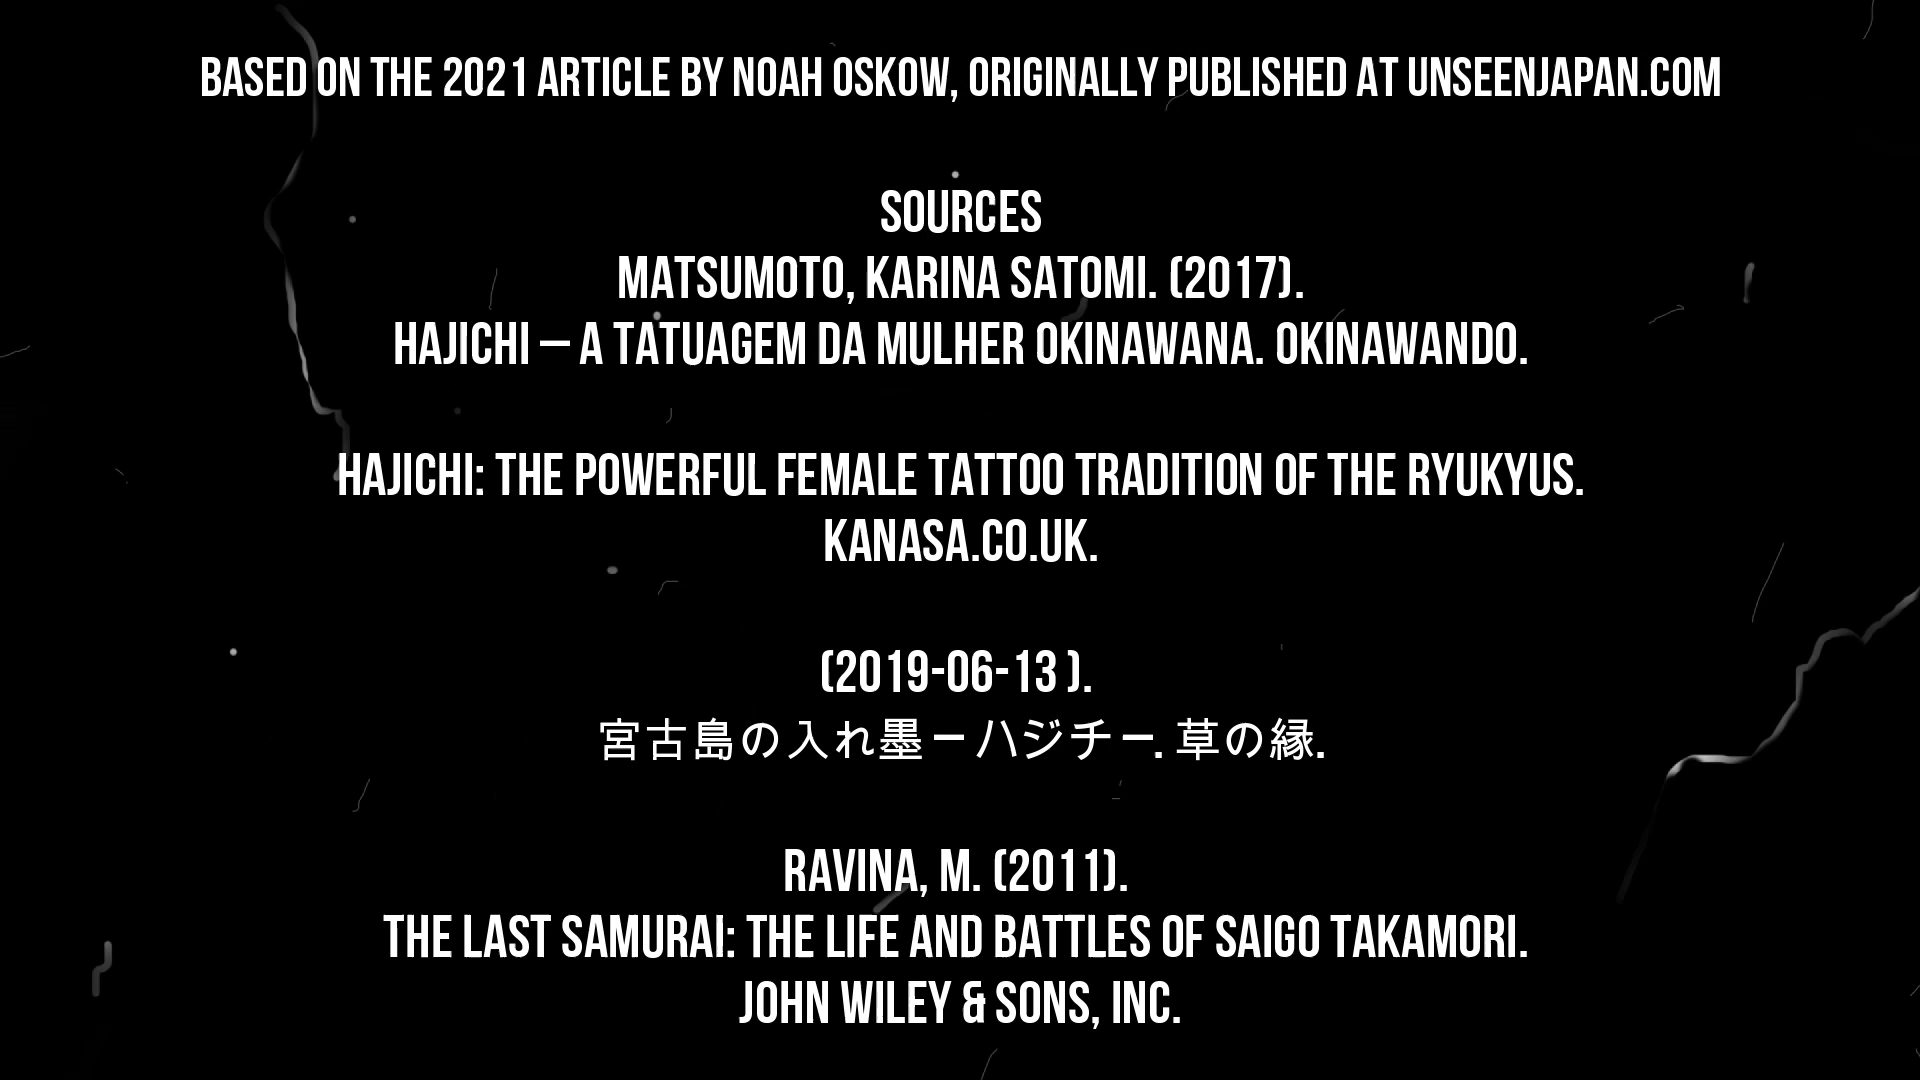 BASED ON THE 2021 ARTICLE BY NOAH OSKOW, ORIGINALLY PUBLISHED AT UNSEENJAPAN.COM
SOURCES
MATSUMOTO, KARINA SATOMI. (2017).
HAJICHI – A TATUAGEM DA MULHER OKINAWANA. OKINAWANDO.
HAJICHI: THE POWERFUL FEMALE TATTOO TRADITION OF THE RYUKYUS.
KANASA.CO.UK.
(2019-06-13 ).
宮古島の入れ墨ーハジチー. 草の縁.
RAVINA, M. (2011).
THE LAST SAMURAI: THE LIFE AND BATTLES OF SAIGO TAKAMORI.
JOHN WILEY & SONS, INC.